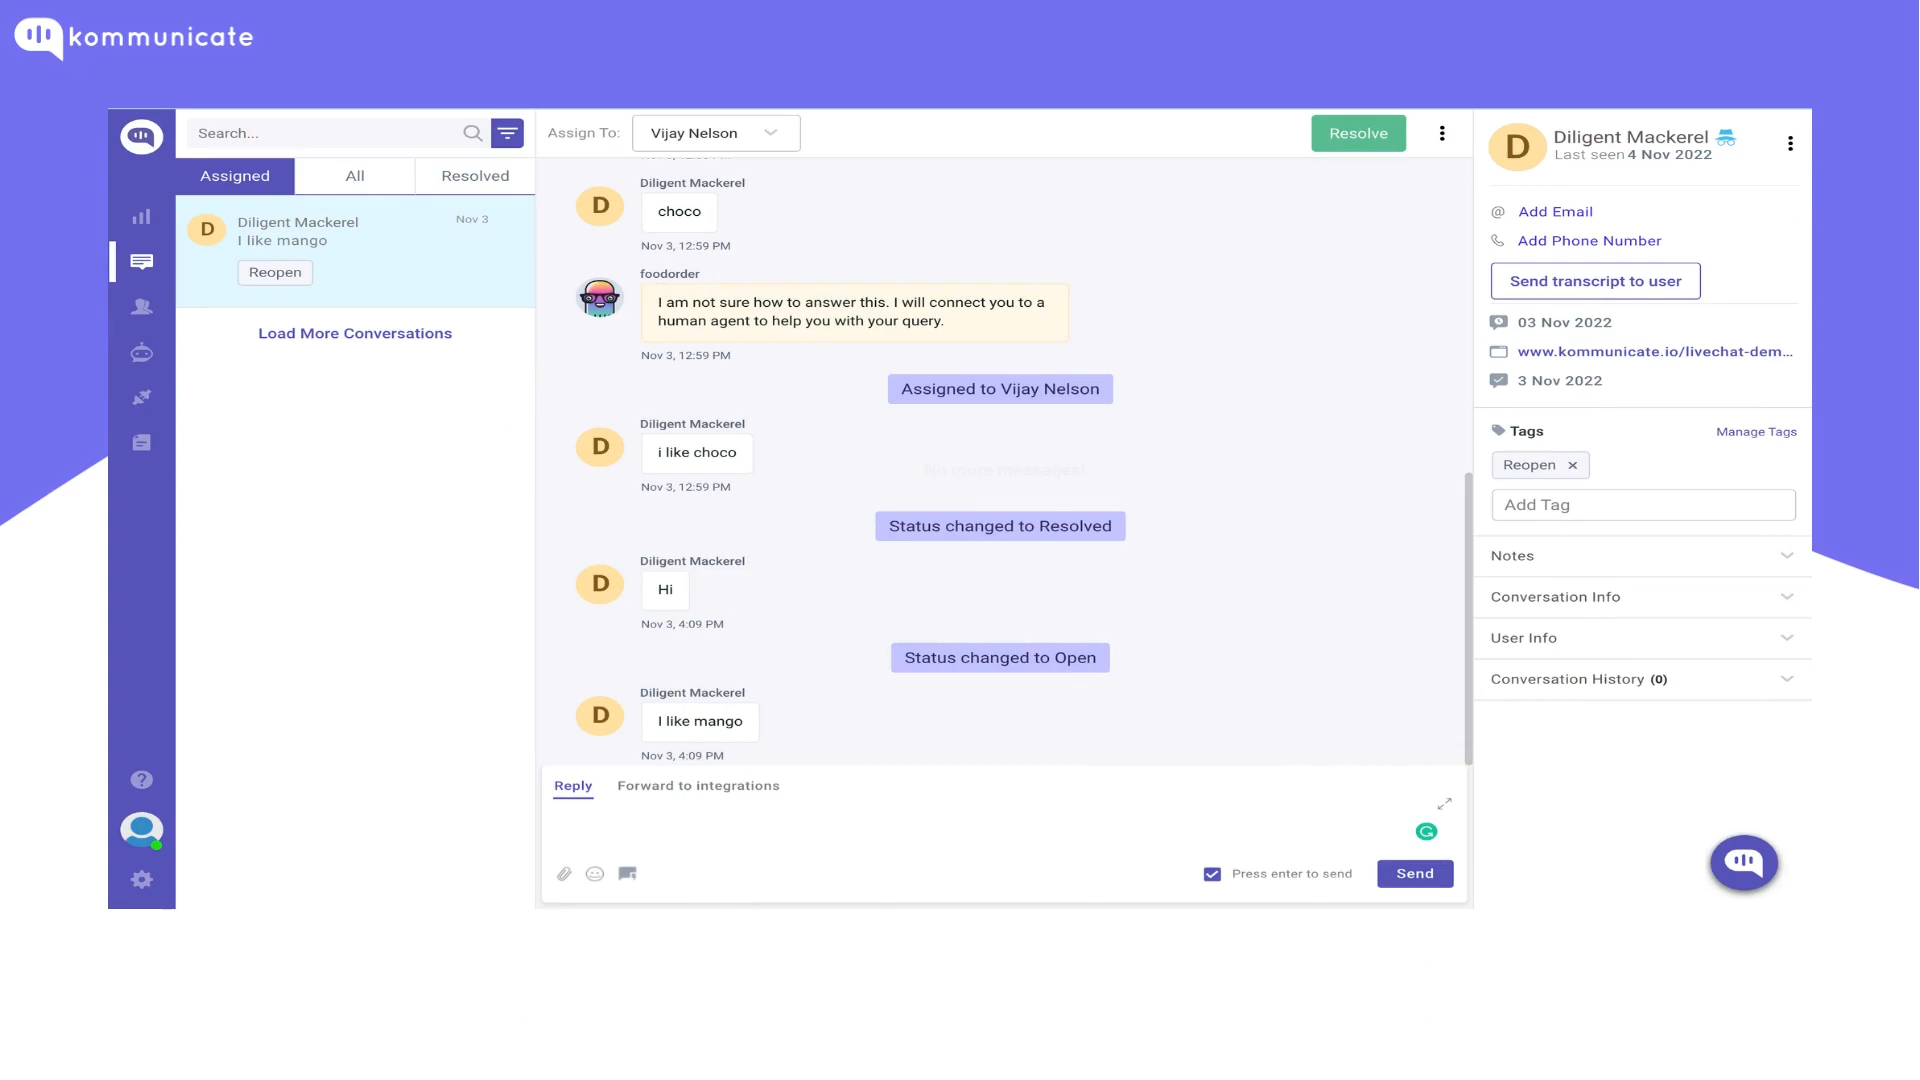 kommunicate
Search...
Assigned
All
Resolved
D
Diligent Mackerel
Nov 3
I like mango
Reopen
Load More Conversations
Assign To:
Vijay Nelson
Resolve
Diligent Mackerel
D
choco
Nov 3, 12:59 PM
foodorder
I am not sure how to answer this. I will connect you to a
human agent to help you with your query.
Nov 3, 12:59 PM
Assigned to Vijay Nelson
Diligent Mackerel
D
i like choco
No more messages!
Nov 3, 12:59 PM
Status changed to Resolved
Diligent Mackerel
D
Hi
Nov 3, 4:09 PM
Status changed to Open
Diligent Mackerel
D
I like mango
Nov 3, 4:09 PM
Reply
Forward to integrations
Press enter to send
Send
D
Diligent Mackerel
Last seen 4 Nov 2022
@ Add Email
Add Phone Number
Send transcript to user
03 Nov 2022
www.kommunicate.io/livechat-dem...
3 Nov 2022
Tags
Manage Tags
Reopen ×
Add Tag
Notes
Conversation Info
User Info
Conversation History (0)